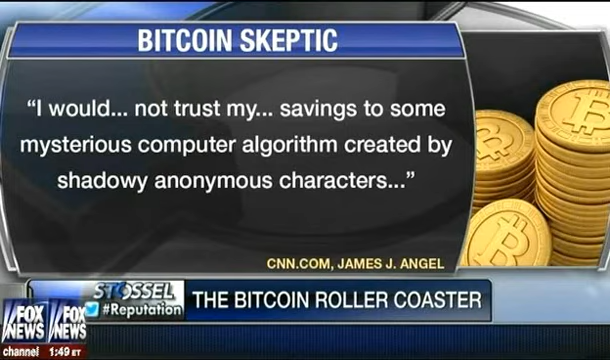 BITCOIN SKEPTIC
“I would... not trust my... savings to some
mysterious computer algorithm created by
shadowy anonymous characters...”
CNN.COM, JAMES J. ANGEL
STOSSEL
#Reputation
THE BITCOIN ROLLER COASTER
FOX NEWS
FOX NEWS
channel 1:49 ET